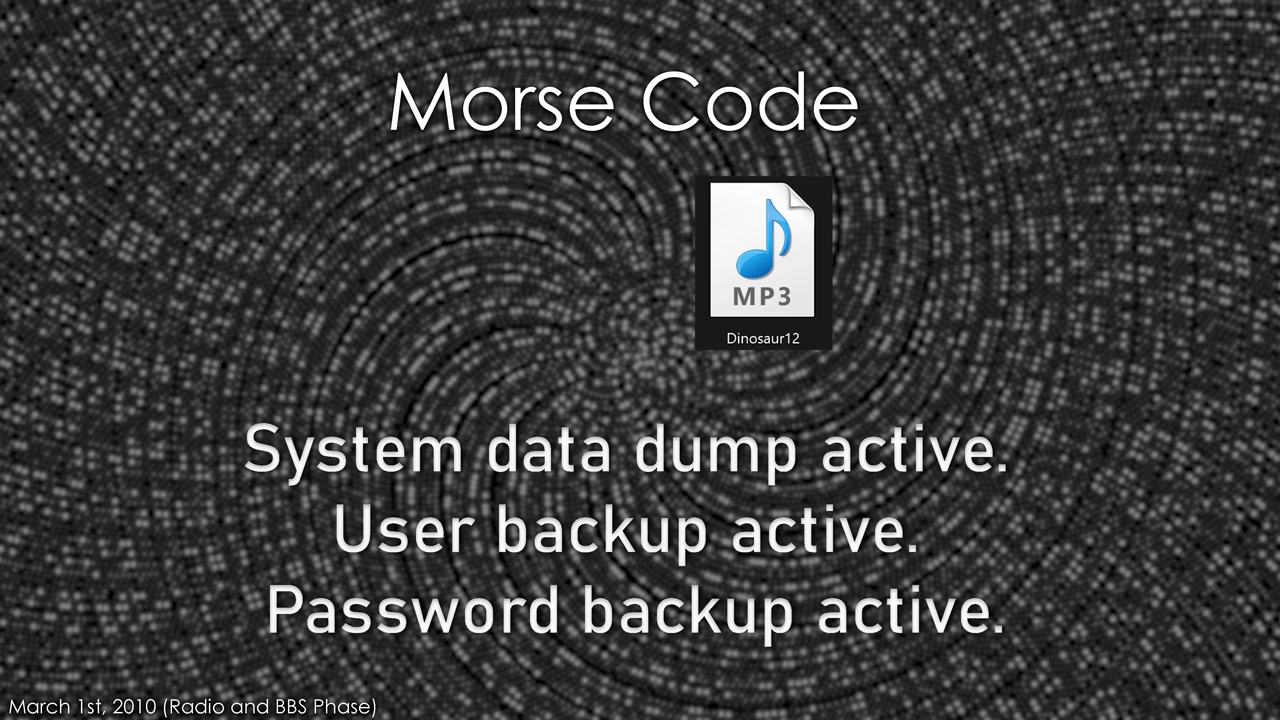 Morse Code
MP3
Dinosaur12
System data dump active.
User backup active.
Password backup active.
March 1st, 2010 (Radio and BBS Phase)